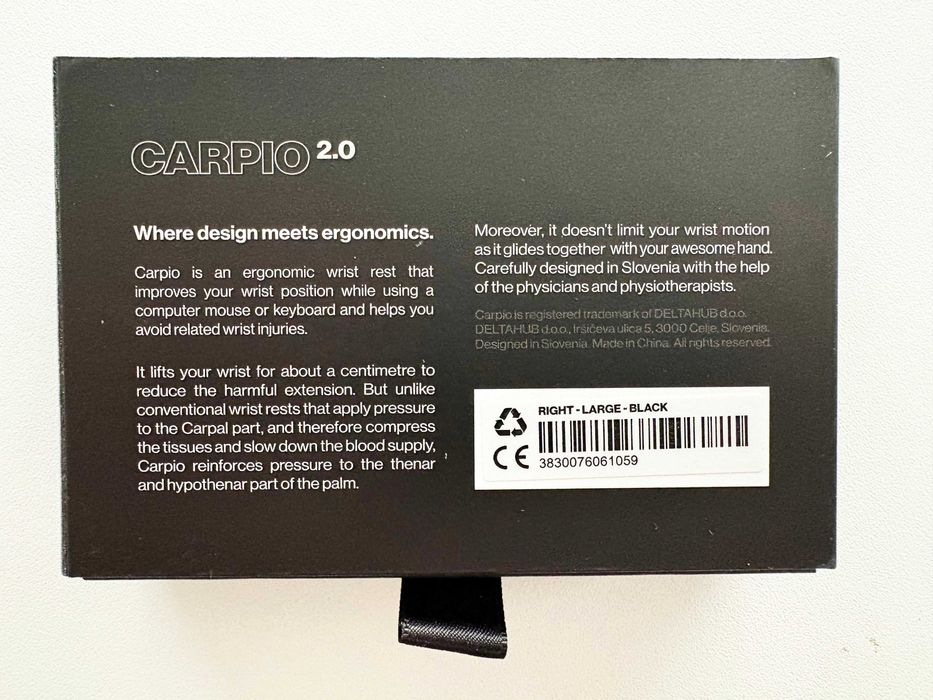 CARPIO 2.0
Where design meets ergonomics.
Carpio is an ergonomic wrist rest that
improves your wrist position while using a
computer mouse or keyboard and helps you
avoid related wrist injuries.
It lifts your wrist for about a centimetre to
reduce the harmful extension. But unlike
conventional wrist rests that apply pressure
to the Carpal part, and therefore compress
the tissues and slow down the blood supply,
Carpio reinforces pressure to the thenar
and hypothenar part of the palm.
Moreover, it doesn't limit your wrist motion
as it glides together with your awesome hand.
Carefully designed in Slovenia with the help
of the physicians and physiotherapists.
Carpio is registered trademark of DELTAHUB d.o.o.
DELTAHUB d.o.o., Iršičeva ulica 5, 3000 Celje, Slovenia.
Designed in Slovenia. Made in China. All rights reserved.
RIGHT - LARGE - BLACK
CE
3830076061059